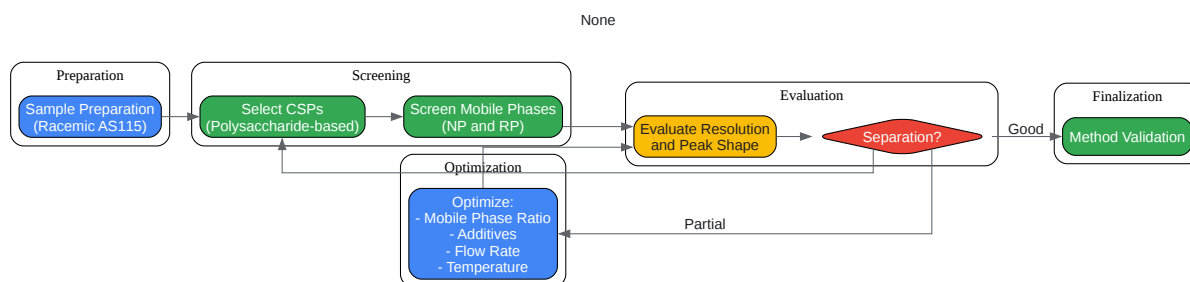 None
Preparation
Sample Preparation
(Racemic AS115)
Screening
Select CSPs
(Polysaccharide-based)
Screen Mobile Phases
(NP and RP)
Evaluation
Evaluate Resolution
and Peak Shape
Separation?
Good
Finalization
Method Validation
Optimization
Optimize:
- Mobile Phase Ratio
- Additives
- Flow Rate
- Temperature
Partial